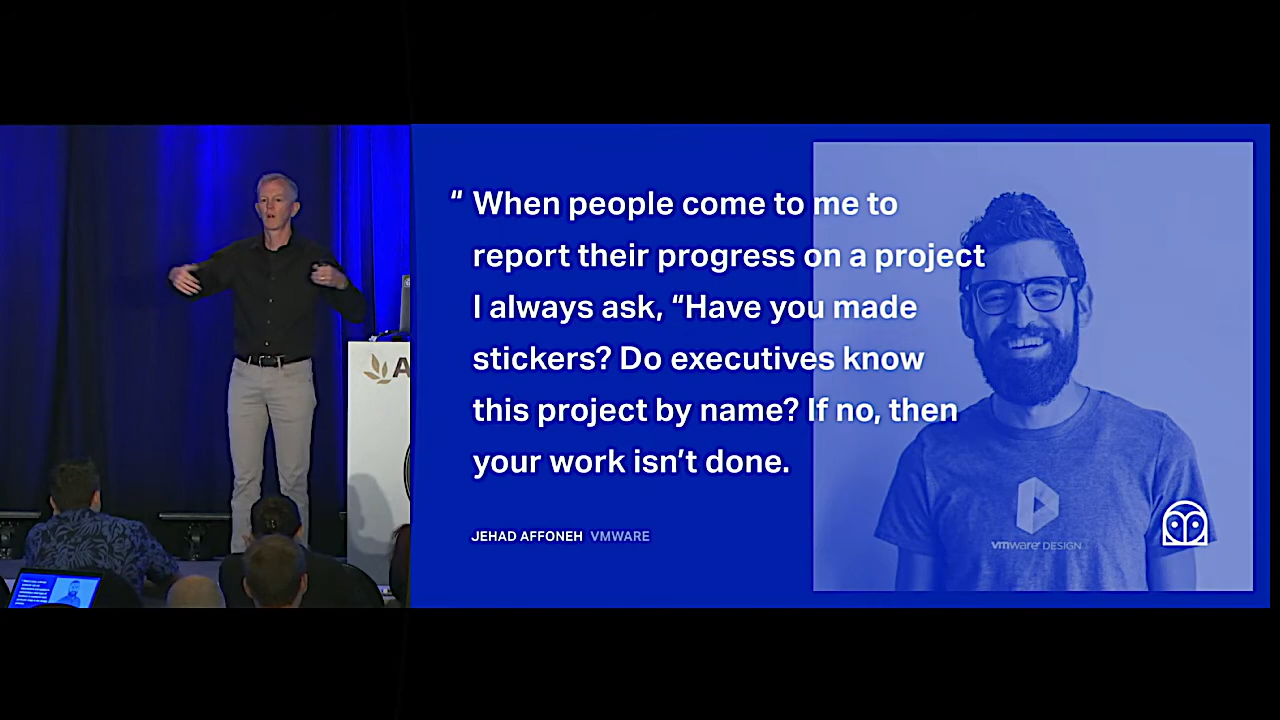 “ When people come to me to
report their progress on a project
I always ask, “Have you made
stickers? Do executives know
this project by name? If no, then
your work isn’t done.
JEHAD AFFONEH VMWARE
vmware DESIGN
A